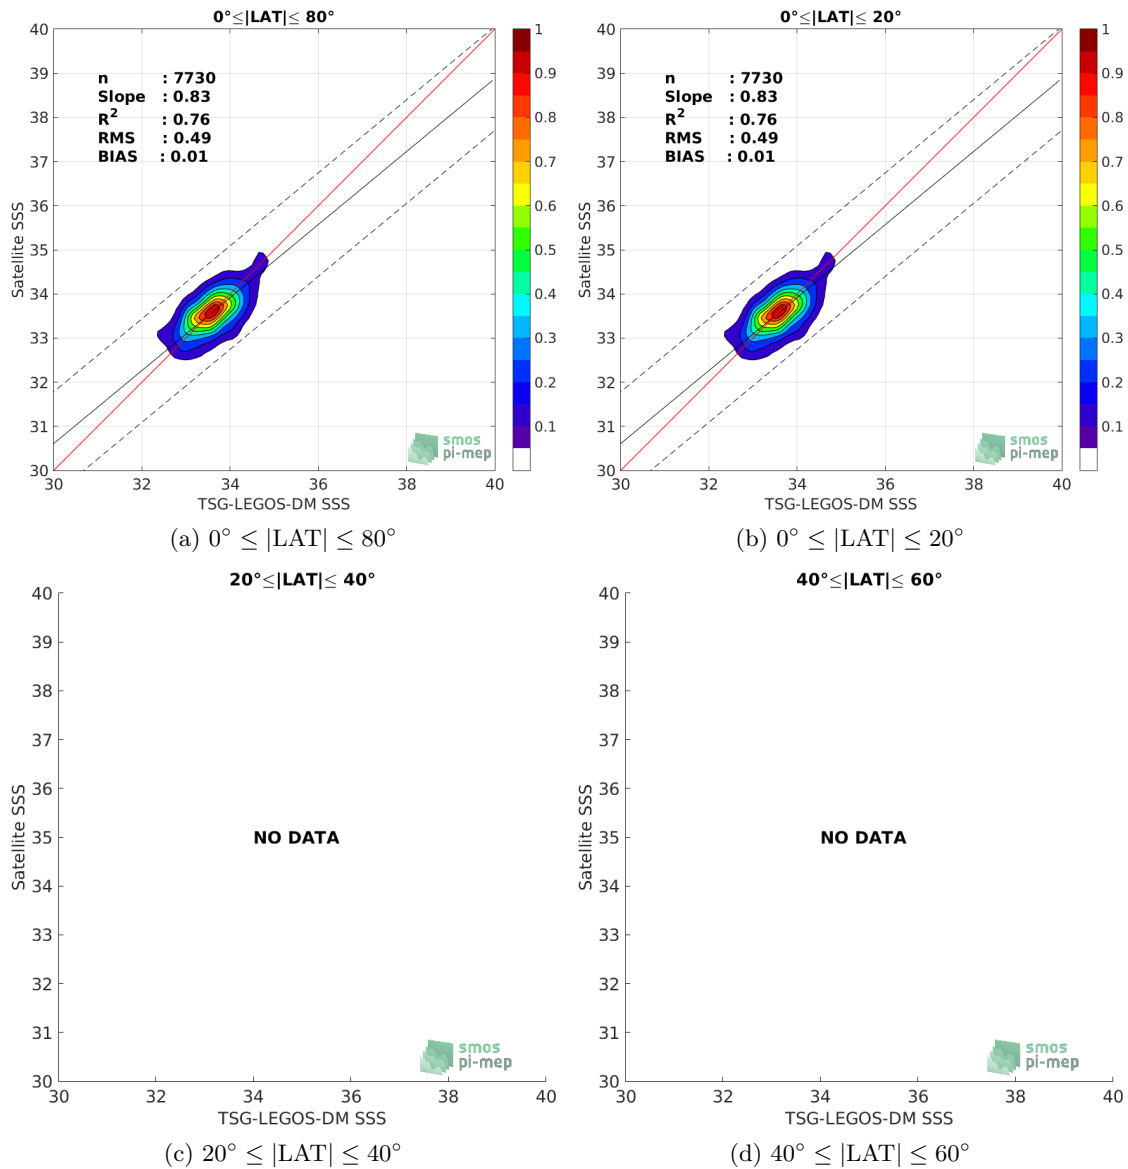 0°≤|LAT|≤ 80°
40
39
38
37
36
35
34
33
32
31
30
Satellite SSS
n : 7730
Slope : 0.83
R² : 0.76
RMS : 0.49
BIAS : 0.01
smos
pi-mep
30 32 34 36 38 40
TSG-LEGOS-DM SSS
1
0.9
0.8
0.7
0.6
0.5
0.4
0.3
0.2
0.1
(a) 0° ≤ |LAT| ≤ 80°
0°≤|LAT|≤ 20°
40
39
38
37
36
35
34
33
32
31
30
Satellite SSS
n : 7730
Slope : 0.83
R² : 0.76
RMS : 0.49
BIAS : 0.01
smos
pi-mep
30 32 34 36 38 40
TSG-LEGOS-DM SSS
1
0.9
0.8
0.7
0.6
0.5
0.4
0.3
0.2
0.1
(b) 0° ≤ |LAT| ≤ 20°
20°≤|LAT|≤ 40°
40
39
38
37
36
35
34
33
32
31
30
Satellite SSS
NO DATA
smos
pi-mep
30 32 34 36 38 40
TSG-LEGOS-DM SSS
(c) 20° ≤ |LAT| ≤ 40°
40°≤|LAT|≤ 60°
40
39
38
37
36
35
34
33
32
31
30
Satellite SSS
NO DATA
smos
pi-mep
30 32 34 36 38 40
TSG-LEGOS-DM SSS
(d) 40° ≤ |LAT| ≤ 60°